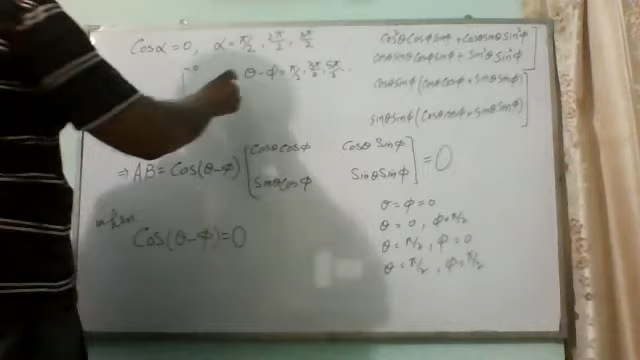 Cosα = 0, α = π/2, 3π/2, 5π/2
θ-φ = π/2, 3π/2, 5π/2.
Cos²θ Cosφ Sinφ + Cosθ Sinθ Sin²φ
Cosθ Sinθ Cosφ Sinφ + Sin²θ Sin²φ
Cosθ Sinφ (Cosθ Cosφ + Sinθ Sinφ)
Sinθ Sinφ (Cosθ Cosφ + Sinθ Sinφ)
⇒ AB = Cos(θ-φ) [Cosθ Cosφ Cosθ Sinφ
Sinθ Cosφ Sinθ Sinφ] = 0
when
Cos(θ-φ) = 0
θ = φ = 0
θ = 0, φ = π/2
θ = π/2, φ = 0
θ = π/2, φ = π/2